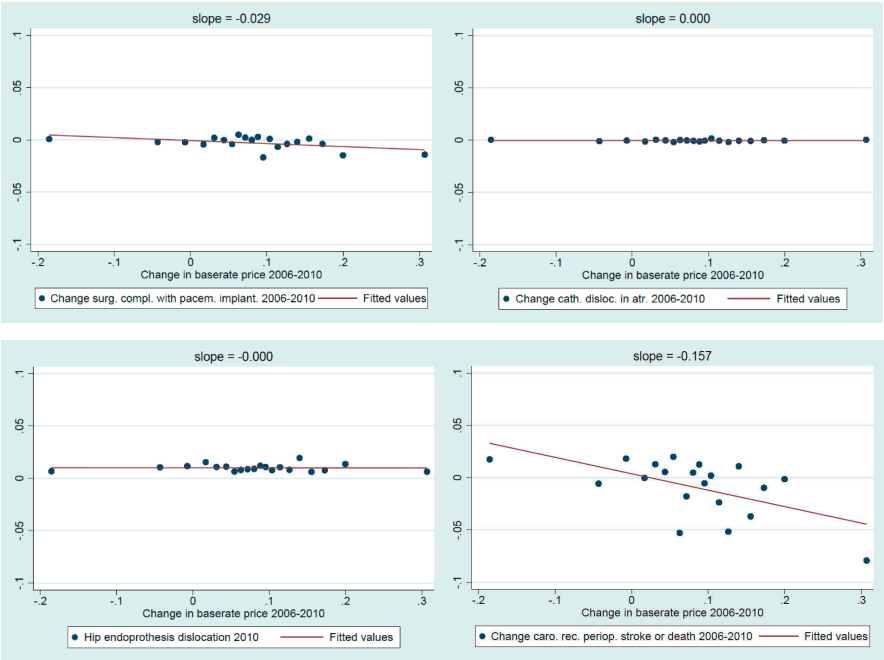 slope = -0.029
.1
.05
0
-.05
-.1
-.2 -.1 0 .1 .2 .3
Change in baserate price 2006-2010
Change surg. compl. with pacem. implant. 2006-2010 Fitted values
slope = 0.000
.1
.05
0
-.05
-.1
-.2 -.1 0 .1 .2 .3
Change in baserate price 2006-2010
Change cath. disloc. in atr. 2006-2010 Fitted values
slope = -0.000
.1
.05
0
-.05
-.1
-.2 -.1 0 .1 .2 .3
Change in baserate price 2006-2010
Hip endoprothesis dislocation 2010 Fitted values
slope = -0.157
.1
.05
0
-.05
-.1
-.2 -.1 0 .1 .2 .3
Change in baserate price 2006-2010
Change caro. rec. periop. stroke or death 2006-2010 Fitted values